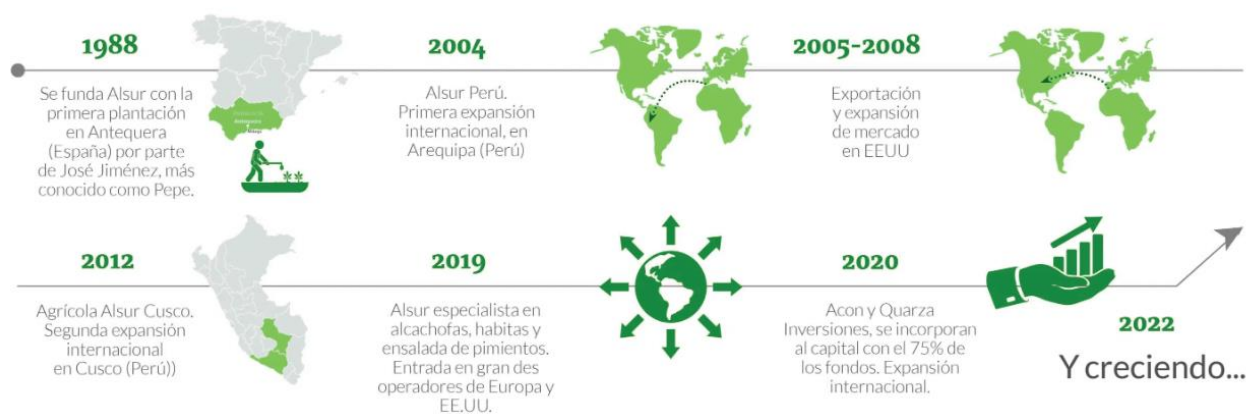 1988
Se funda Alsur con la
primera plantación
en Antequera
(España) por parte
de José Jiménez, más
conocido como Pepe.
Antequera
2004
Alsur Perú.
Primera expansión
internacional, en
Arequipa (Perú)
2005-2008
Exportación
y expansión
de mercado
en EEUU
2012
Agrícola Alsur Cusco.
Segunda expansión
internacional
en Cusco (Perú))
2019
Alsur especialista en
alcachofas, habitas y
ensalada de pimientos.
Entrada en gran des
operadores de Europa y
EE.UU.
2020
Acon y Quarza
Inversiones, se incorporan
al capital con el 75% de
los fondos. Expansión
internacional.
2022
Y creciendo...